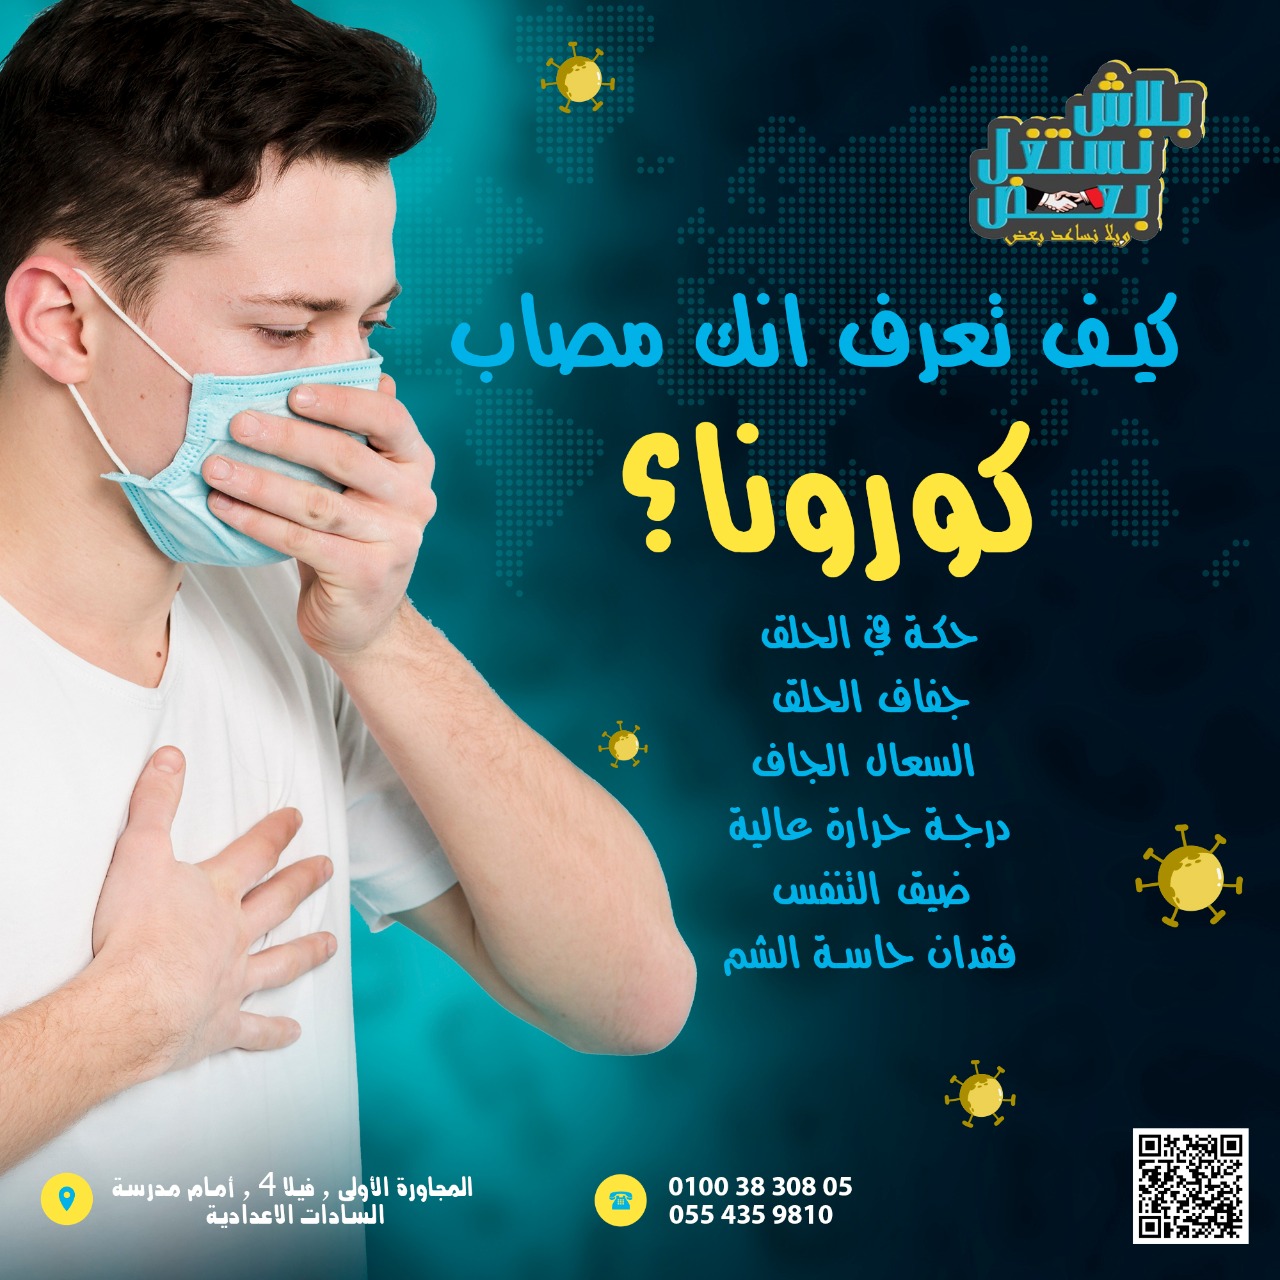 بلاش
نستغل
بعض
ويلا نساعد بعض
كيف تعرف انك مصاب
كورونا؟
حكة في الحلق
جفاف الحلق
السعال الجاف
درجة حرارة عالية
ضيق التنفس
فقدان حاسة الشم
المجاورة الأولى , فيلا 4 , أمام مدرسة
السادات الاعدادية
0100 38 308 05
055 435 9810